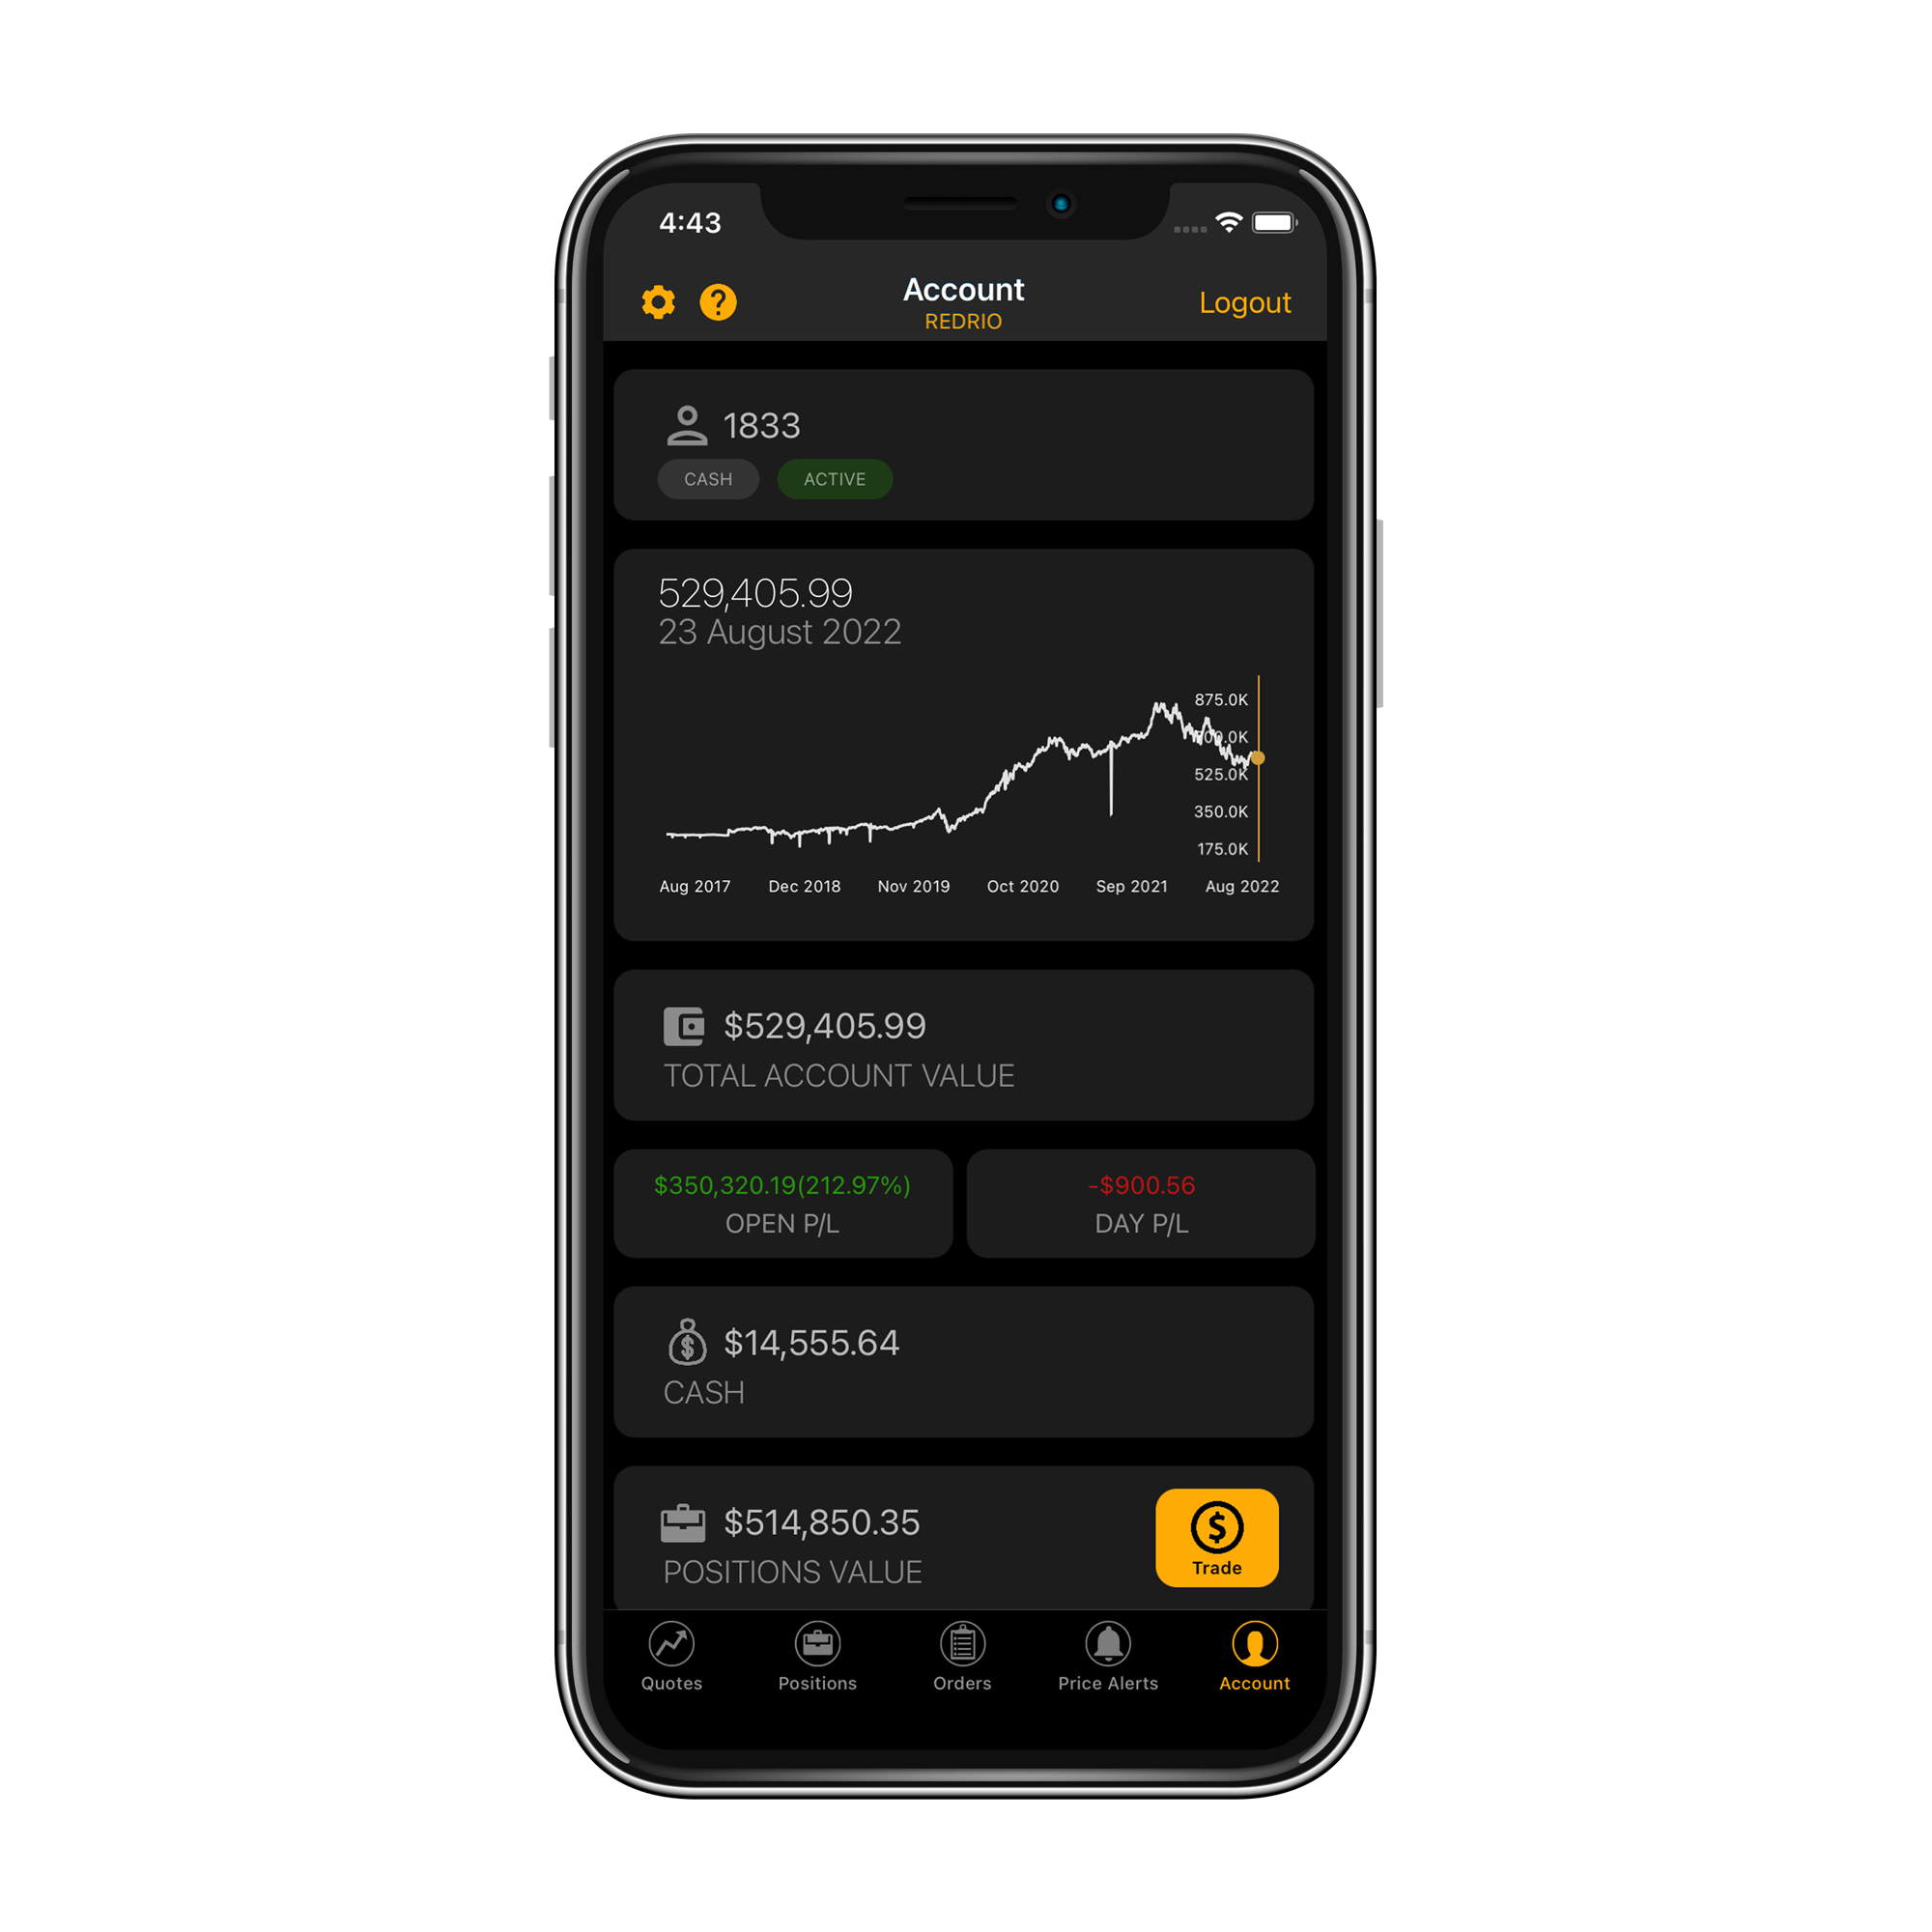 4:43
Account
REDRIO
Logout
1833
CASH
ACTIVE
529,405.99
23 August 2022
875.0K
700.0K
525.0K
350.0K
175.0K
Aug 2017 Dec 2018 Nov 2019 Oct 2020 Sep 2021 Aug 2022
$529,405.99
TOTAL ACCOUNT VALUE
$350,320.19(212.97%)
OPEN P/L
-$900.56
DAY P/L
$14,555.64
CASH
$514,850.35
POSITIONS VALUE
Trade
Quotes Positions Orders Price Alerts Account